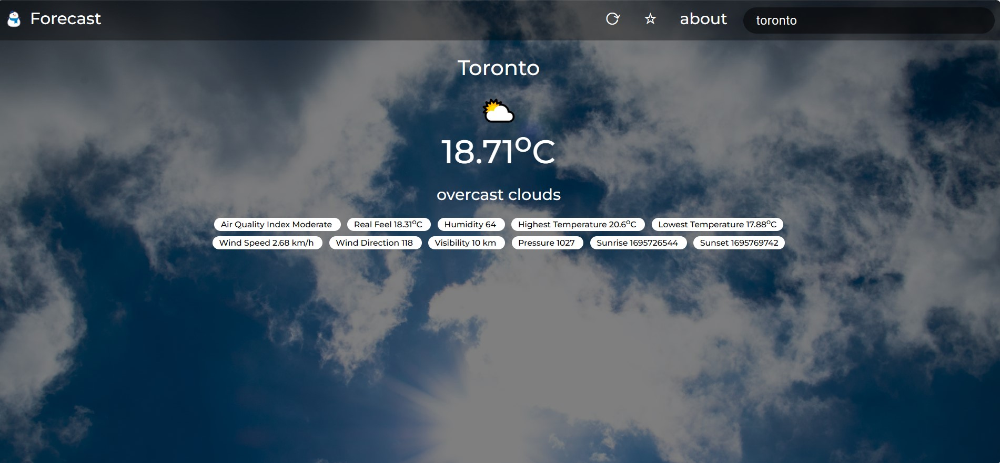 Forecast about toronto
Toronto
18.71°C
overcast clouds
Air Quality Index Moderate Real Feel 18.31°C Humidity 64 Highest Temperature 20.6°C Lowest Temperature 17.88°C
Wind Speed 2.68 km/h Wind Direction 118 Visibility 10 km Pressure 1027 Sunrise 1695726544 Sunset 1695769742